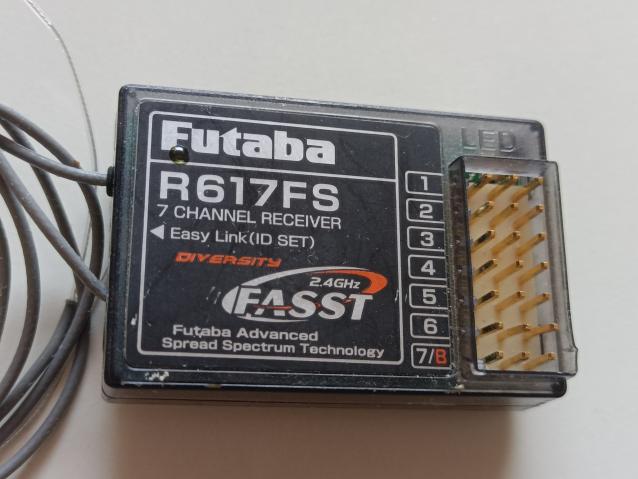 Futaba
LED
R617FS
7 CHANNEL RECEIVER
◀ Easy Link(ID SET)
DIVERSITY
2.4GHz
FASST
Futaba Advanced
Spread Spectrum Technology
1
2
3
4
5
6
7/B